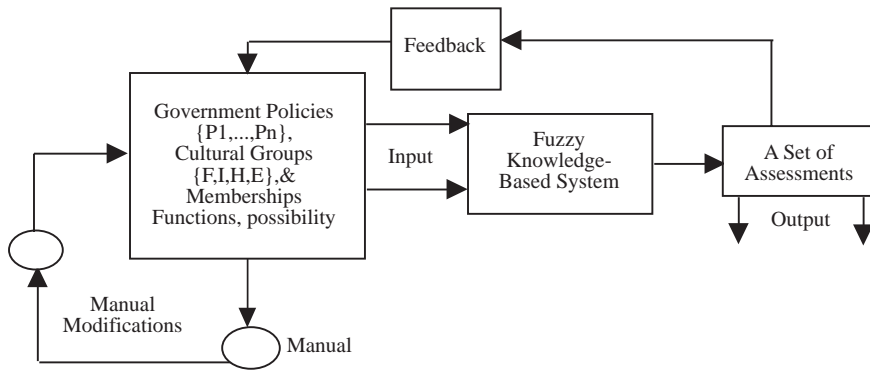 Feedback
Government Policies
{P1,...,Pn},
Cultural Groups
{F,I,H,E},&
Memberships
Functions, possibility
Input
Fuzzy
Knowledge-
Based System
A Set of
Assessments
Output
Manual
Modifications
Manual